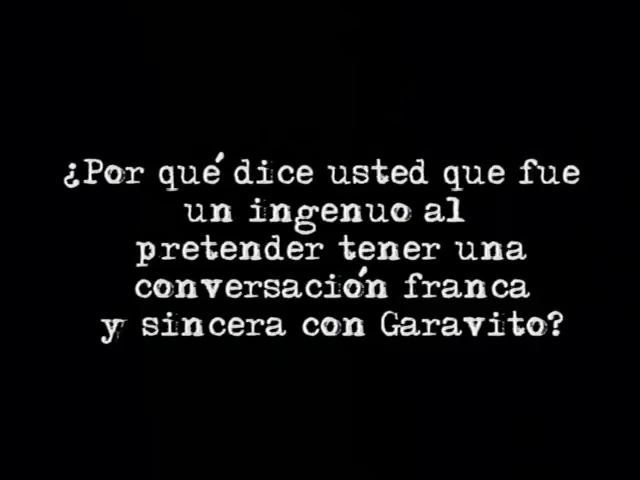 ¿Por qué dice usted que fue
un ingenuo al
pretender tener una
conversación franca
y sincera con Garavito?